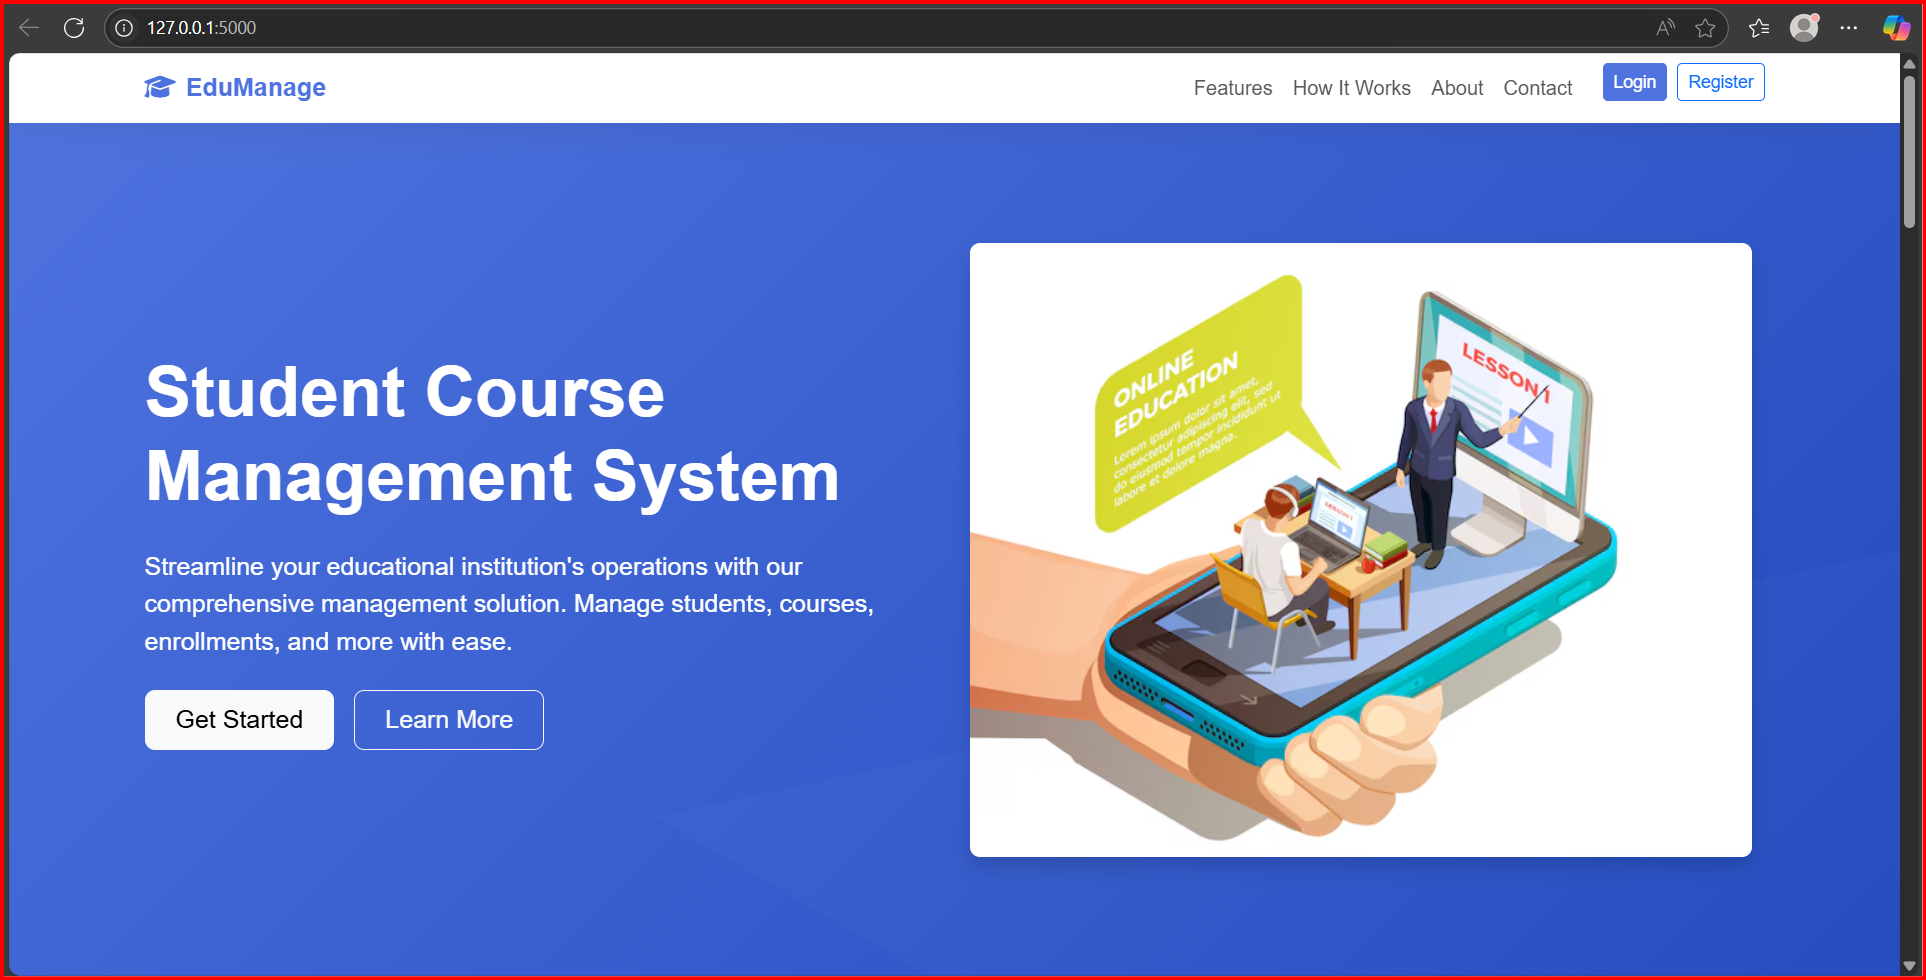 127.0.0.1:5000
EduManage
Features
How It Works
About
Contact
Login
Register
Student Course
Management System
Streamline your educational institution's operations with our
comprehensive management solution. Manage students, courses,
enrollments, and more with ease.
Get Started
Learn More
ONLINE
EDUCATION
Lorem ipsum dolor sit amet,
consectetur adipiscing elit, sed
do eiusmod tempor incididunt ut
labore et dolore magna.
LESSON 1
LESSON 1